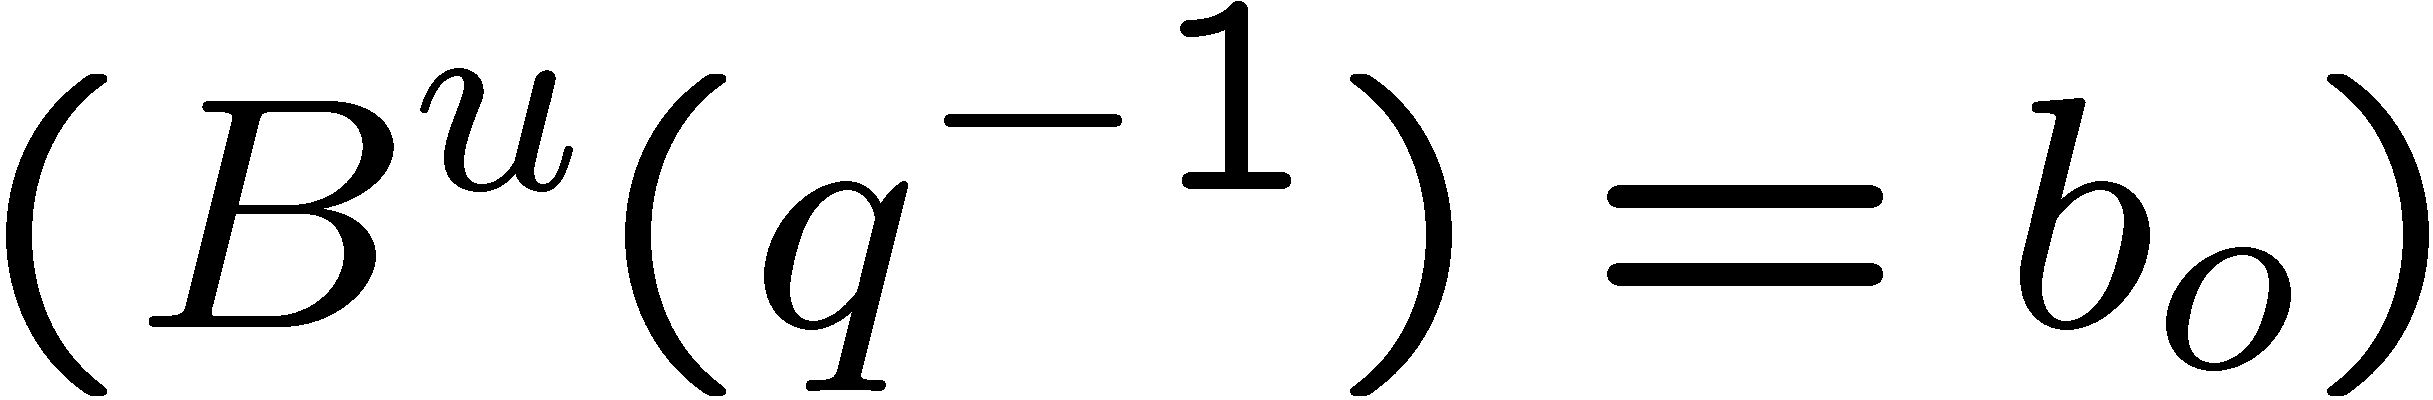 (B^u(q^{-1}) = b_o)